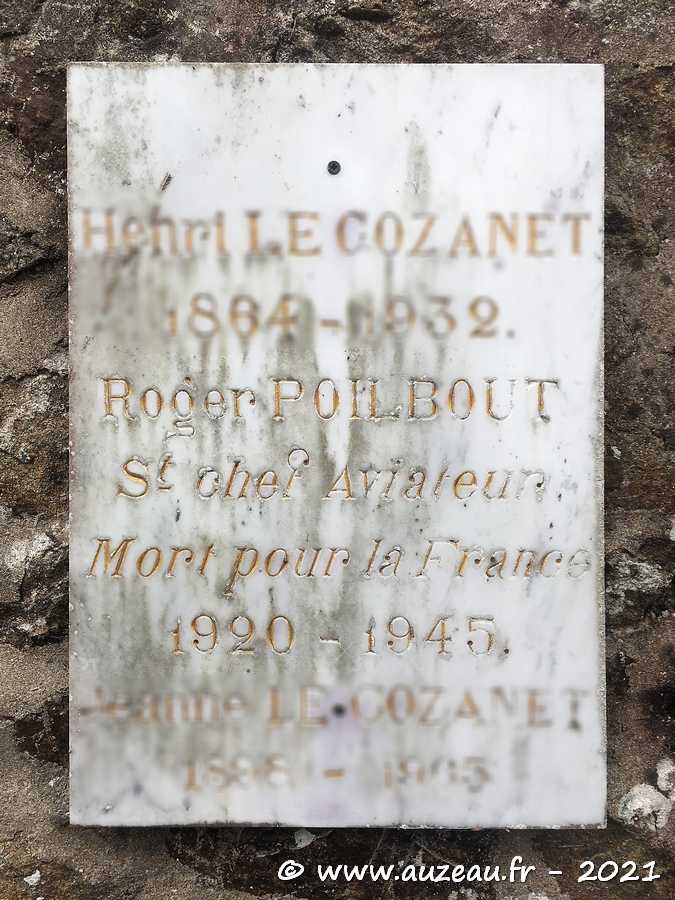 Henri LE COZANET
1864 - 1932.
Roger POILBOUT
St chef Aviateur.
Mort pour la France
1920 - 1945.
Jeanne LE COZANET
© www.auzeau.fr - 2021